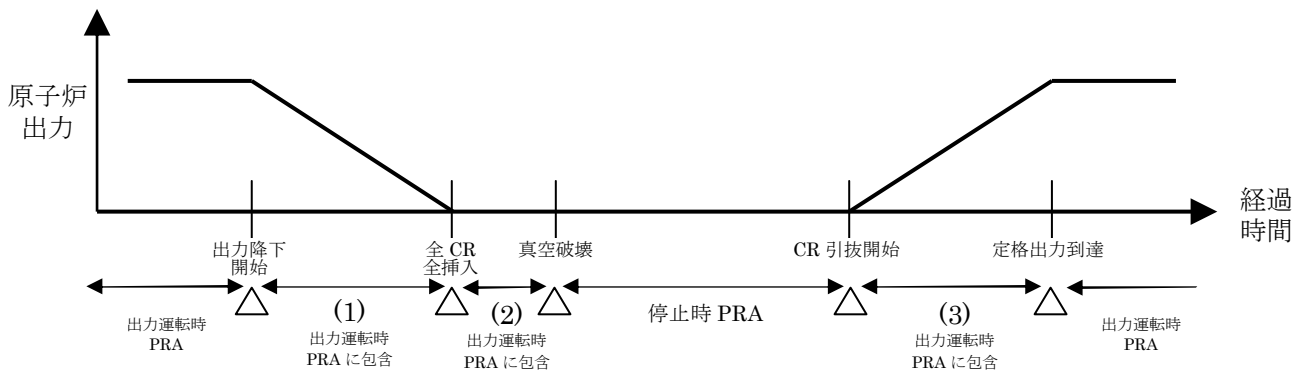 原子炉
出力
経過
時間
出力降下
開始
全 CR
全挿入
真空破壊
CR 引抜開始
定格出力到達
出力運転時
PRA
(1)
出力運転時
PRA に包含
(2)
出力運転時
PRA に包含
停止時 PRA
(3)
出力運転時
PRA に包含
出力運転時
PRA